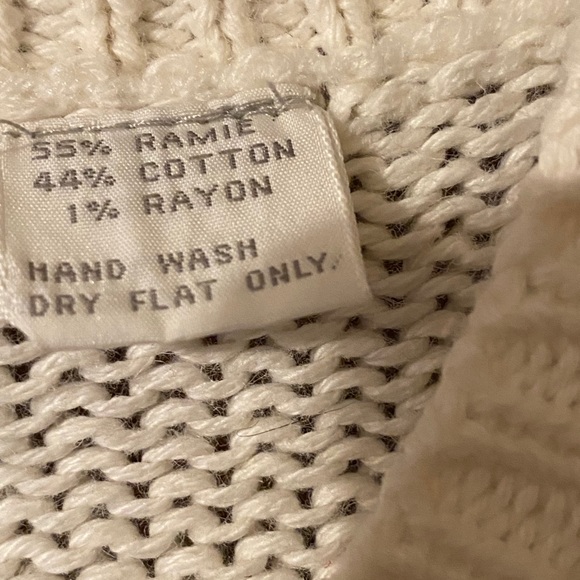 55% RAMIE
44% COTTON
1% RAYON
HAND WASH
DRY FLAT ONLY.